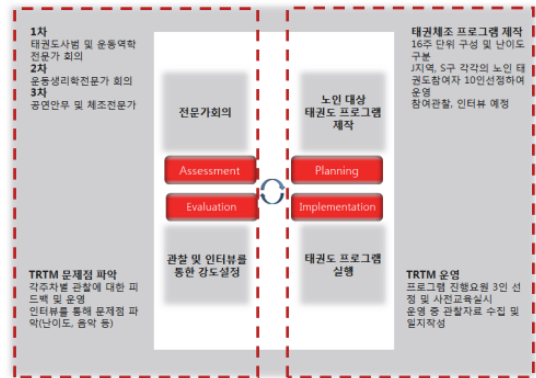 1차
태권도사범 및 운동역학
전문가 회의
2차
운동생리학전문가 회의
3차
공연안무 및 체조전문가
전문가회의
노인 대상
태권도 프로그램
제작
태권체조 프로그램 제작
16주 단위 구성 및 난이도
구분
J지역, S구 각각의 노인 태
권도참여자 10인선정하여
운영
참여관찰, 인터뷰 예정
Assessment
Planning
Evaluation
Implementation
TRTM 문제점 파악
각주차별 관찰에 대한 피
드백 및 운영
인터뷰를 통해 문제점 파
악(난이도, 음악 등)
관찰 및 인터뷰를
통한 강도설정
태권도 프로그램
실행
TRTM 운영
프로그램 진행요원 3인 선
정 및 사전교육실시
운영 중 관찰자료 수집 및
일지작성